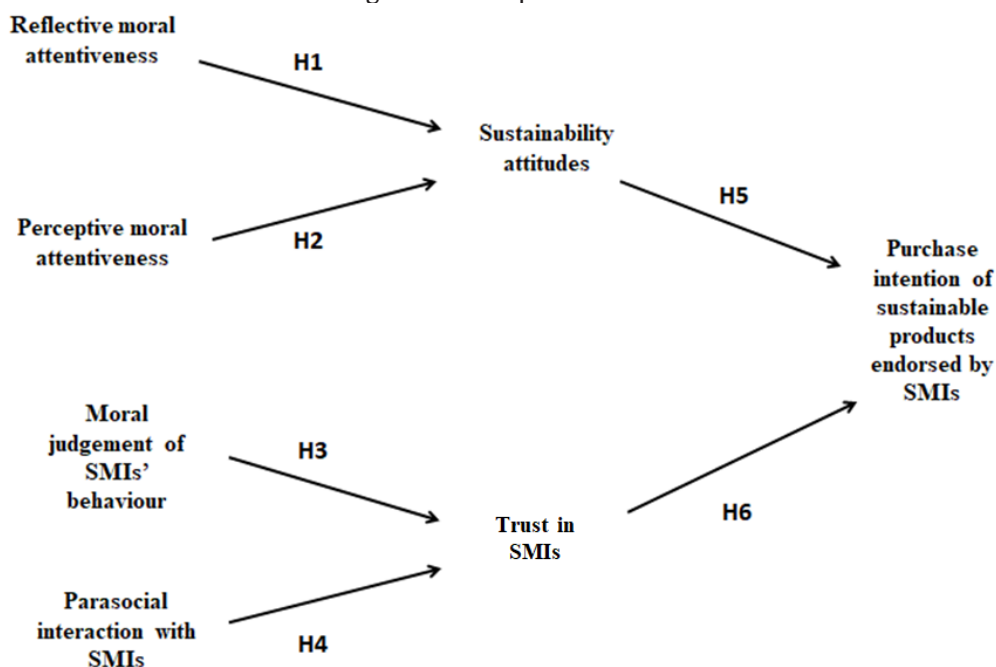 Reflective moral
attentiveness
H1
Sustainability
attitudes
H5
Perceptive moral
attentiveness
H2
Purchase
intention of
sustainable
products
endorsed by
SMIs
Moral
judgement of
SMIs'
behaviour
H3
Trust in
SMIs
H6
Parasocial
interaction with
SMIs
H4